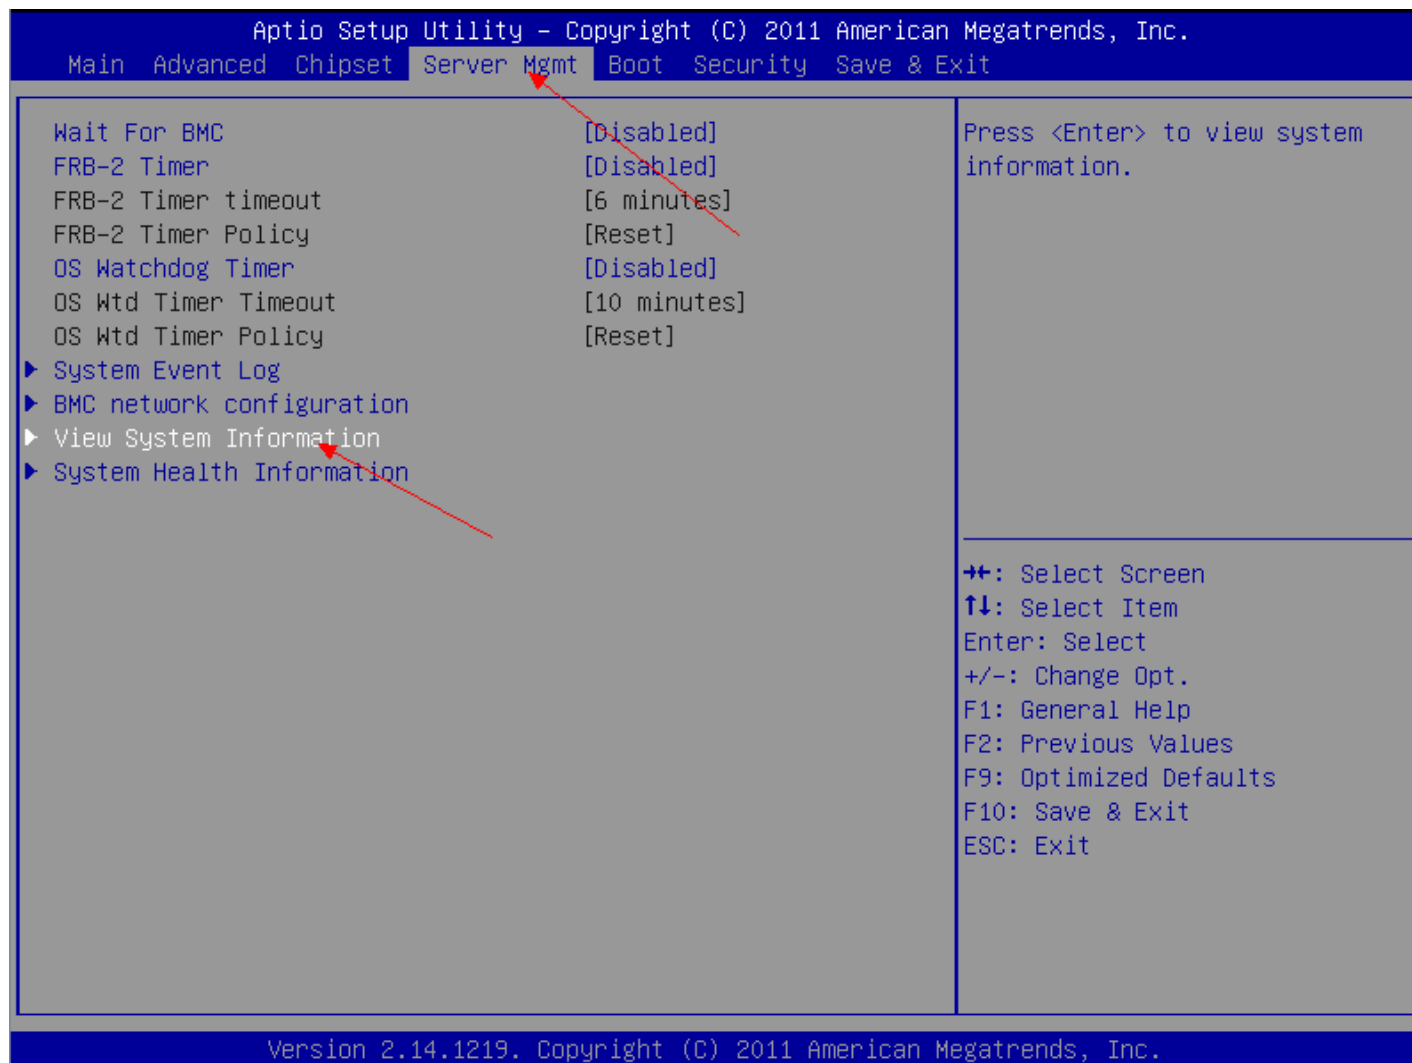 Aptio Setup Utility – Copyright (C) 2011 American Megatrends, Inc.
Main Advanced Chipset Server Mgmt Boot Security Save & Exit
Wait For BMC [Disabled]
FRB-2 Timer [Disabled]
FRB-2 Timer timeout [6 minutes]
FRB-2 Timer Policy [Reset]
OS Watchdog Timer [Disabled]
OS Wtd Timer Timeout [10 minutes]
OS Wtd Timer Policy [Reset]
System Event Log
BMC network configuration
View System Information
System Health Information
Press <Enter> to view system
information.
→←: Select Screen
↑↓: Select Item
Enter: Select
+/-: Change Opt.
F1: General Help
F2: Previous Values
F9: Optimized Defaults
F10: Save & Exit
ESC: Exit
Version 2.14.1219. Copyright (C) 2011 American Megatrends, Inc.